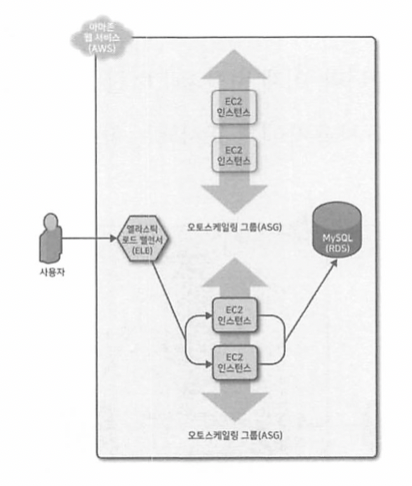 아마존
웹 서비스
(AWS)
EC2
인스턴스
EC2
인스턴스
오토스케일링 그룹(ASG)
사용자
엘라스틱
로드 밸런서
(ELB)
MySQL
(RDS)
EC2
인스턴스
EC2
인스턴스
오토스케일링 그룹(ASG)